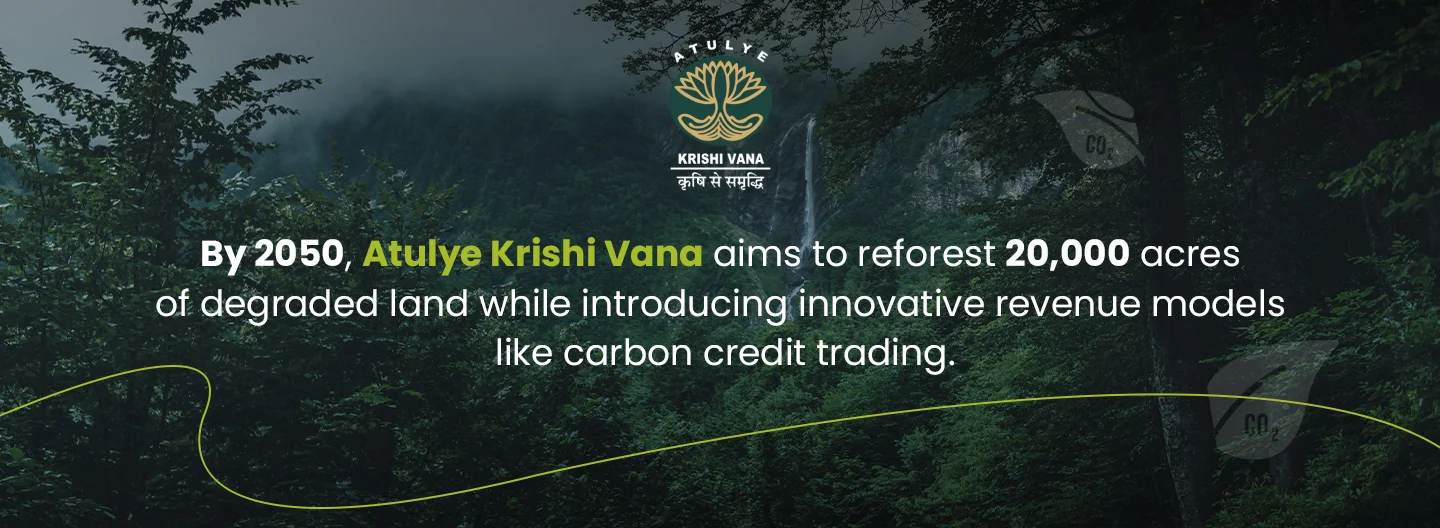 ATULYE
KRISHI VANA
कृषि से समृद्धि
CO₂
By 2050, Atulye Krishi Vana aims to reforest 20,000 acres
of degraded land while introducing innovative revenue models
like carbon credit trading.
CO₂